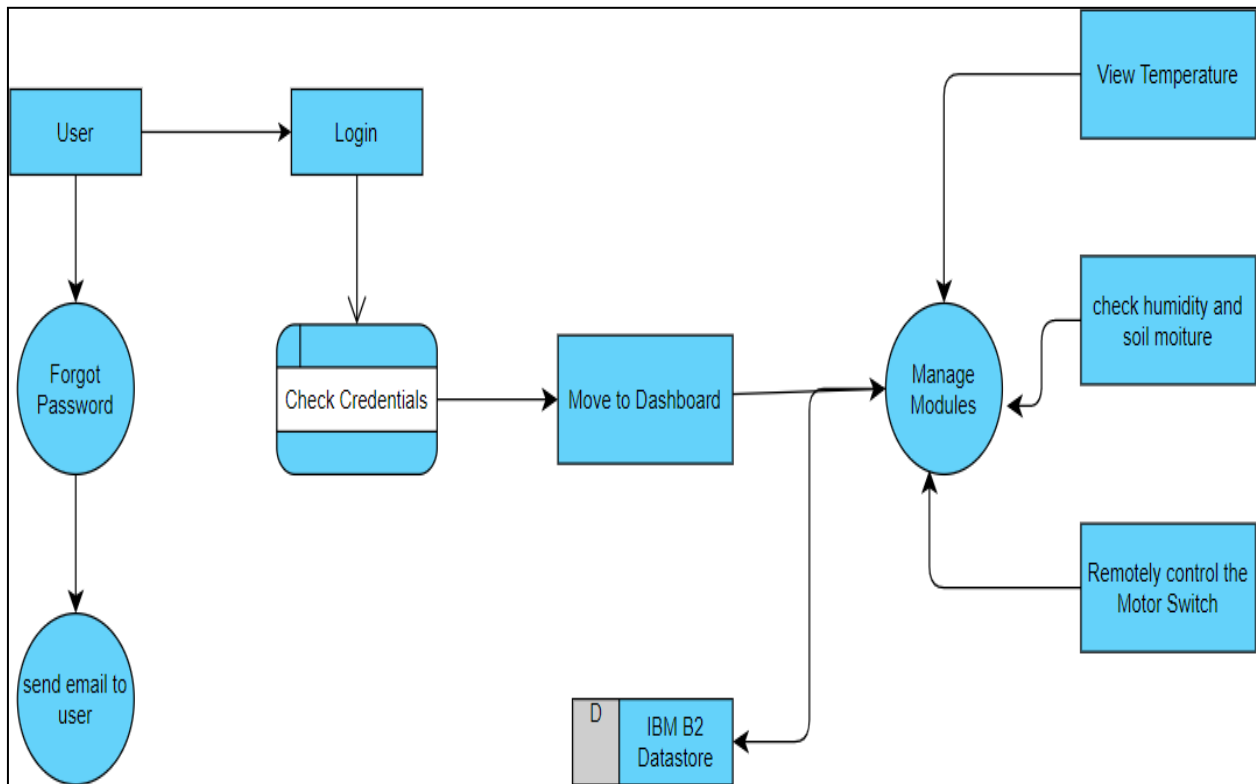 User
Login
View Temperature
Forgot
Password
Check Credentials
Move to Dashboard
Manage
Modules
check humidity and
soil moiture
Remotely control the
Motor Switch
send email to
user
D
IBM B2
Datastore